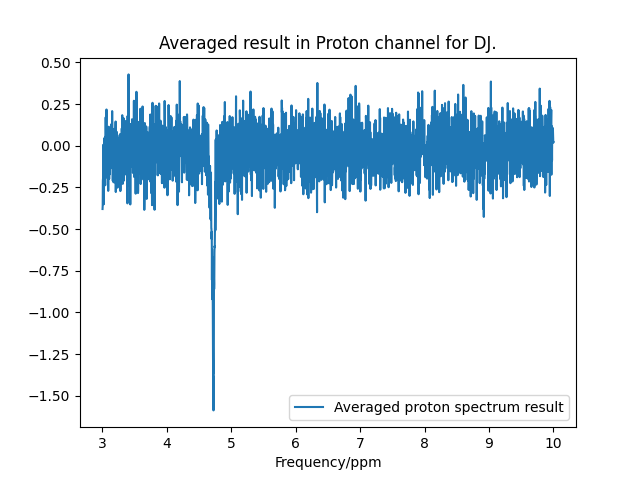 Averaged result in Proton channel for DJ.
0.50
0.25
0.00
−0.25
−0.50
−0.75
−1.00
−1.25
−1.50
Averaged proton spectrum result
3 4 5 6 7 8 9 10
Frequency/ppm